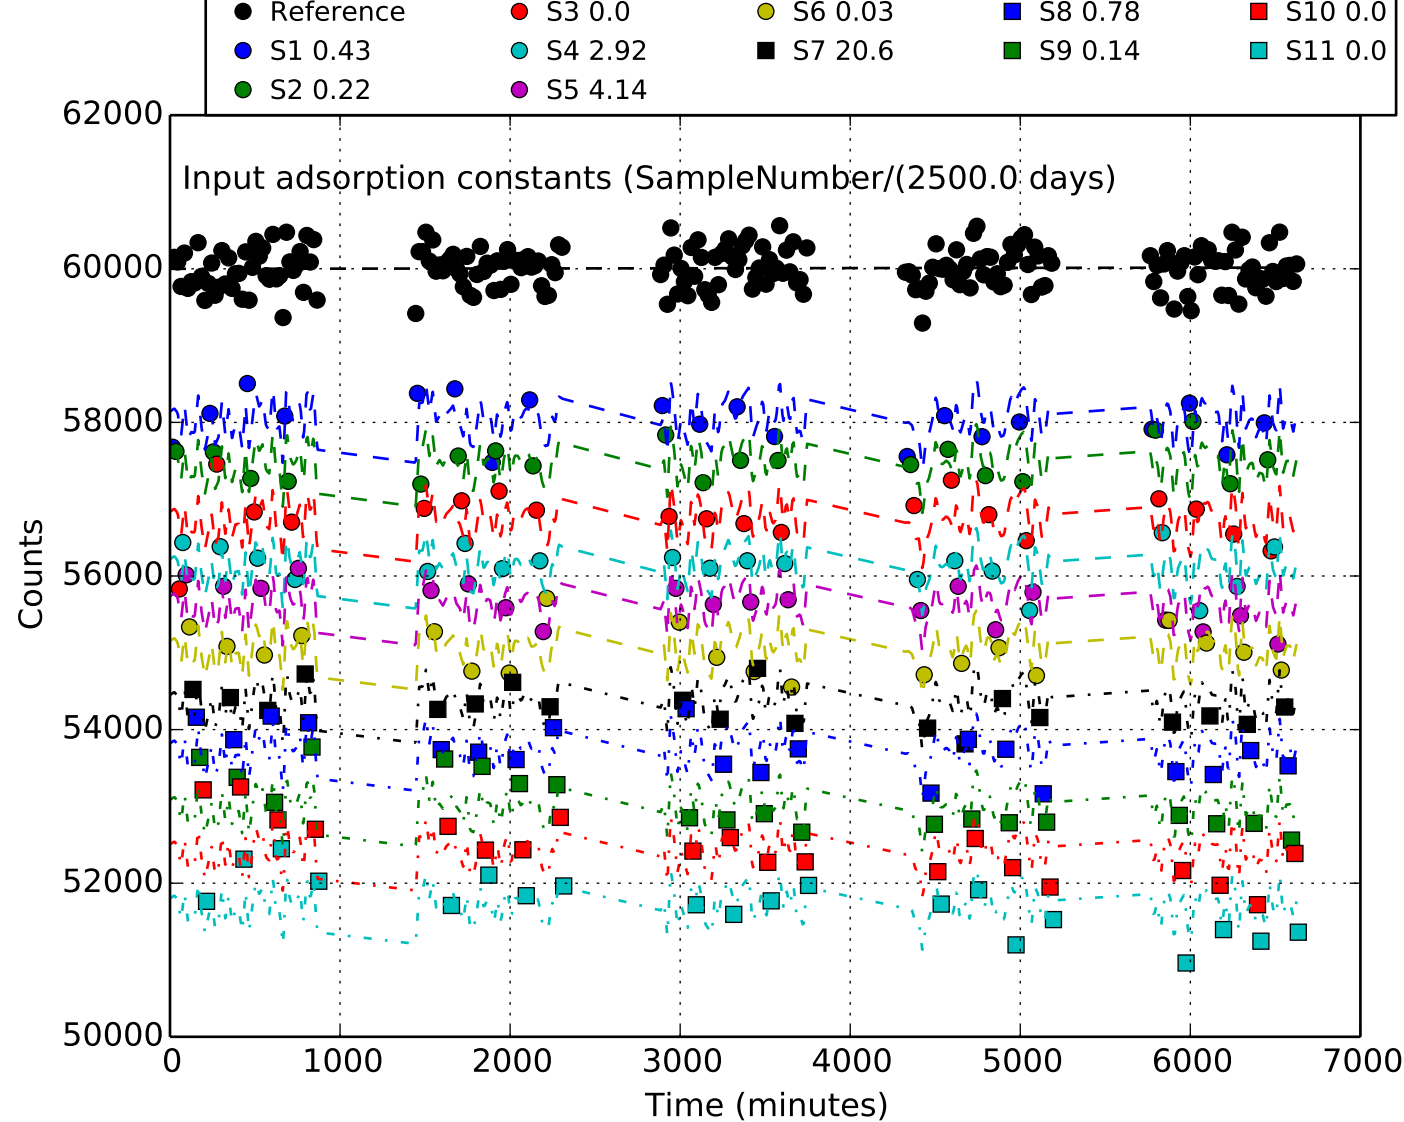 Reference S3 0.0 S6 0.03 S8 0.78 S10 0.0
S1 0.43 S4 2.92 S7 20.6 S9 0.14 S11 0.0
S2 0.22 S5 4.14
62000
Input adsorption constants (SampleNumber/(2500.0 days)
60000
58000
56000
54000
52000
50000
Counts
0 1000 2000 3000 4000 5000 6000 7000
Time (minutes)